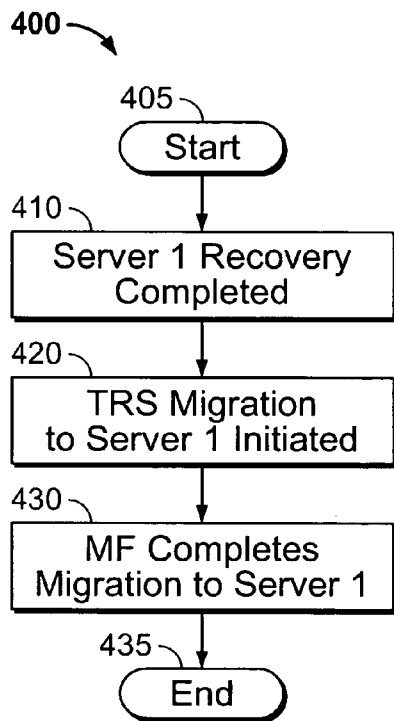 400
405
Start
410
Server 1 Recovery
Completed
420
TRS Migration
to Server 1 Initiated
430
MF Completes
Migration to Server 1
435
End